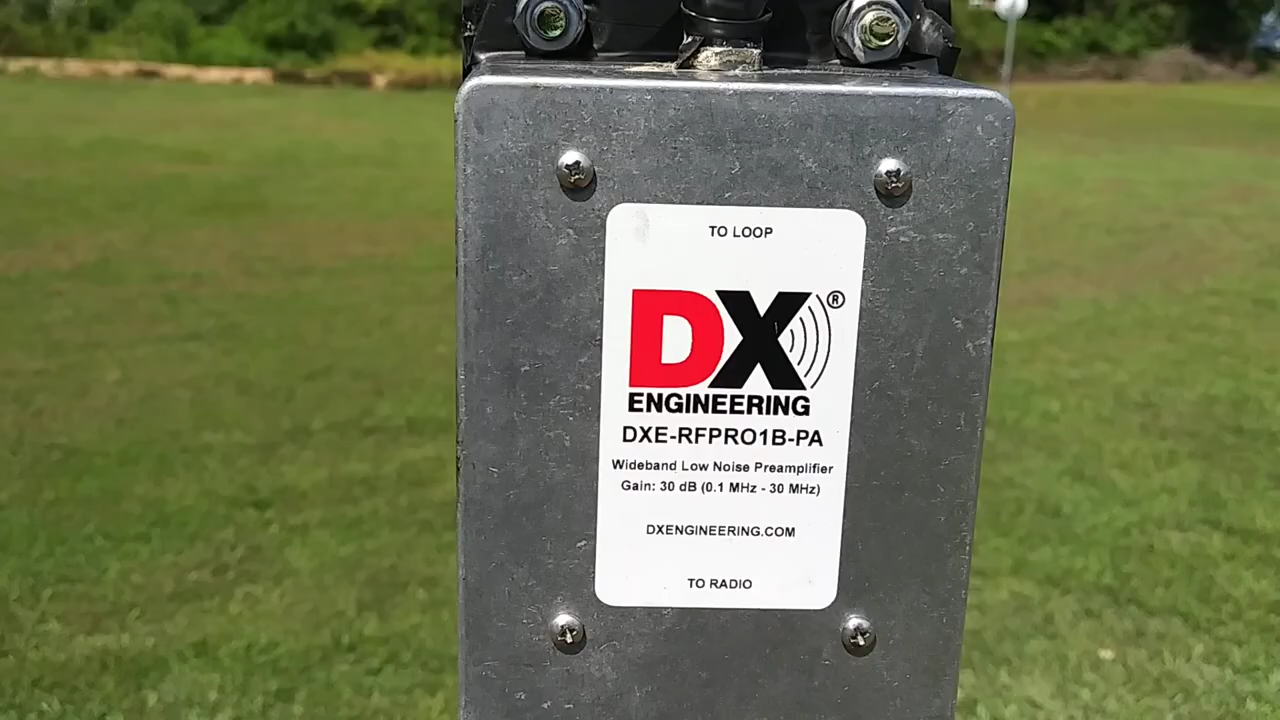 TO LOOP
DX®
ENGINEERING
DXE-RFPRO1B-PA
Wideband Low Noise Preamplifier
Gain: 30 dB (0.1 MHz - 30 MHz)
DXENGINEERING.COM
TO RADIO